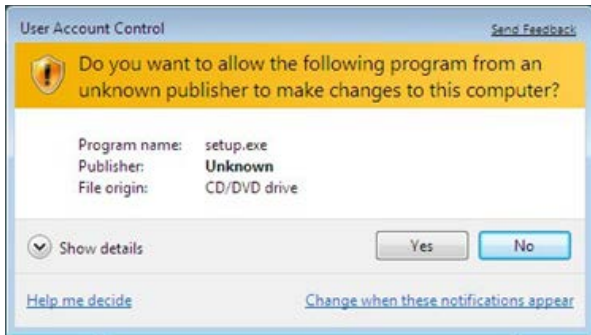 User Account Control
Send Feedback
Do you want to allow the following program from an
unknown publisher to make changes to this computer?
Program name: setup.exe
Publisher: Unknown
File origin: CD/DVD drive
Show details
Yes
No
Help me decide
Change when these notifications appear